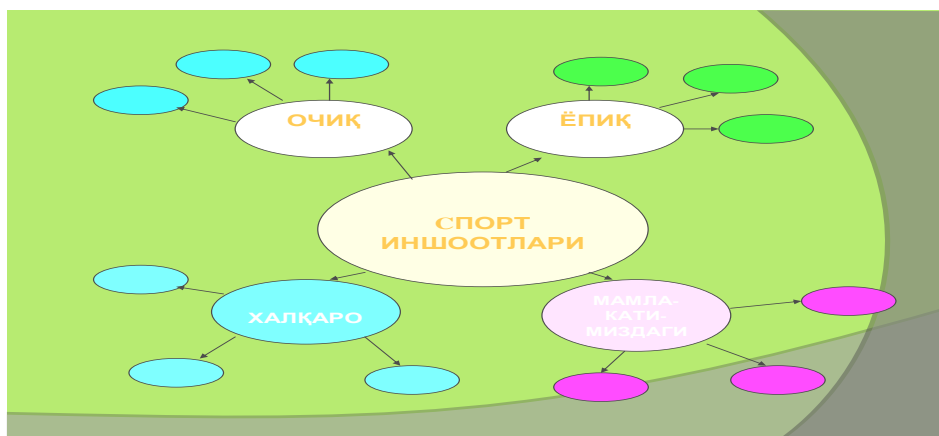 ОЧИҚ
ЁПИҚ
СПОРТ
ИНШООТЛАРИ
ХАЛҚАРО
МАМЛА-
КАТИ-
МИЗДАГИ